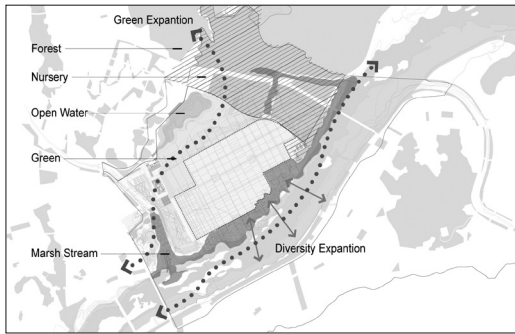 Green Expantion
Forest
Nursery
Open Water
Green
Marsh Stream
Diversity Expantion